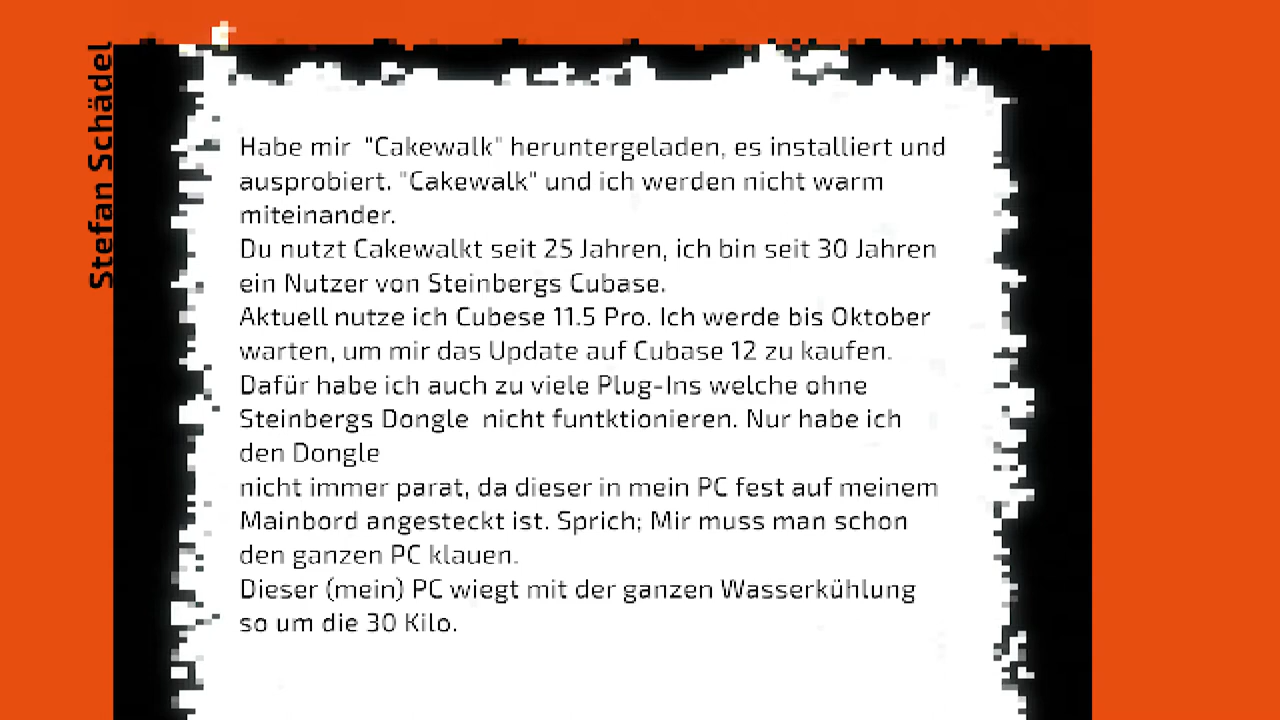 Stefan Schädel
Habe mir "Cakewalk" heruntergeladen, es installiert und
ausprobiert. "Cakewalk" und ich werden nicht warm
miteinander.
Du nutzt Cakewalkt seit 25 Jahren, ich bin seit 30 Jahren
ein Nutzer von Steinbergs Cubase.
Aktuell nutze ich Cubese 11.5 Pro. Ich werde bis Oktober
warten, um mir das Update auf Cubase 12 zu kaufen.
Dafür habe ich auch zu viele Plug-Ins welche ohne
Steinbergs Dongle nicht funtktionieren. Nur habe ich
den Dongle
nicht immer parat, da dieser in mein PC fest auf meinem
Mainbord angesteckt ist. Sprich; Mir muss man schon
den ganzen PC klauen.
Dieser (mein) PC wiegt mit der ganzen Wasserkühlung
so um die 30 Kilo.